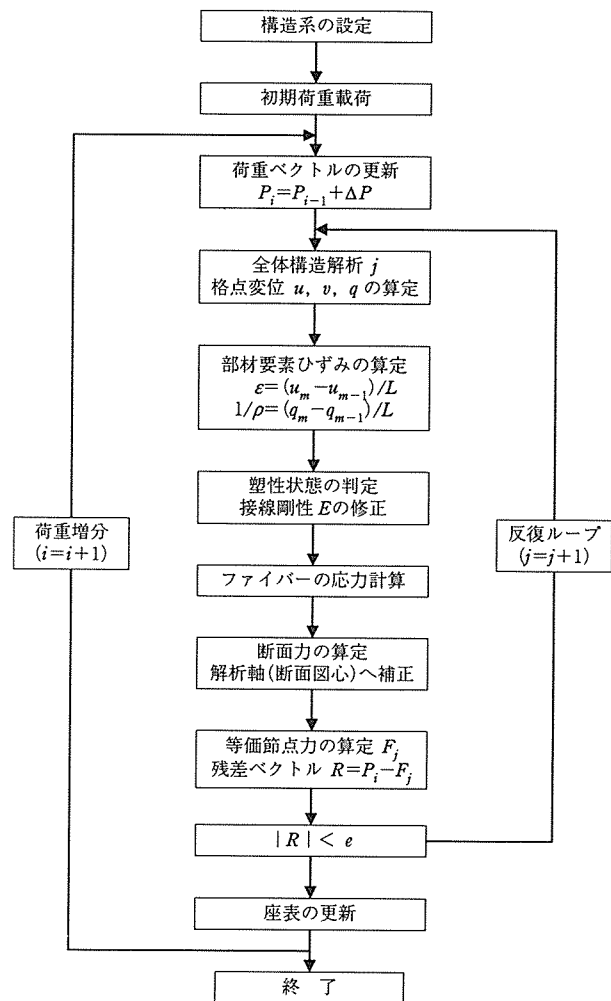 構造系の設定
初期荷重載荷
荷重ベクトルの更新
P_i=P_{i-1}+ΔP
全体構造解析 j
格点変位 u, v, q の算定
部材要素ひずみの算定
ε=(u_m-u_{m-1})/L
1/ρ=(q_m-q_{m-1})/L
塑性状態の判定
接線剛性 E の修正
荷重増分
(i=i+1)
反復ループ
(j=j+1)
ファイバーの応力計算
断面力の算定
解析軸(断面図心)へ補正
等価節点力の算定 F_j
残差ベクトル R=P_i-F_j
|R| < e
座表の更新
終 了